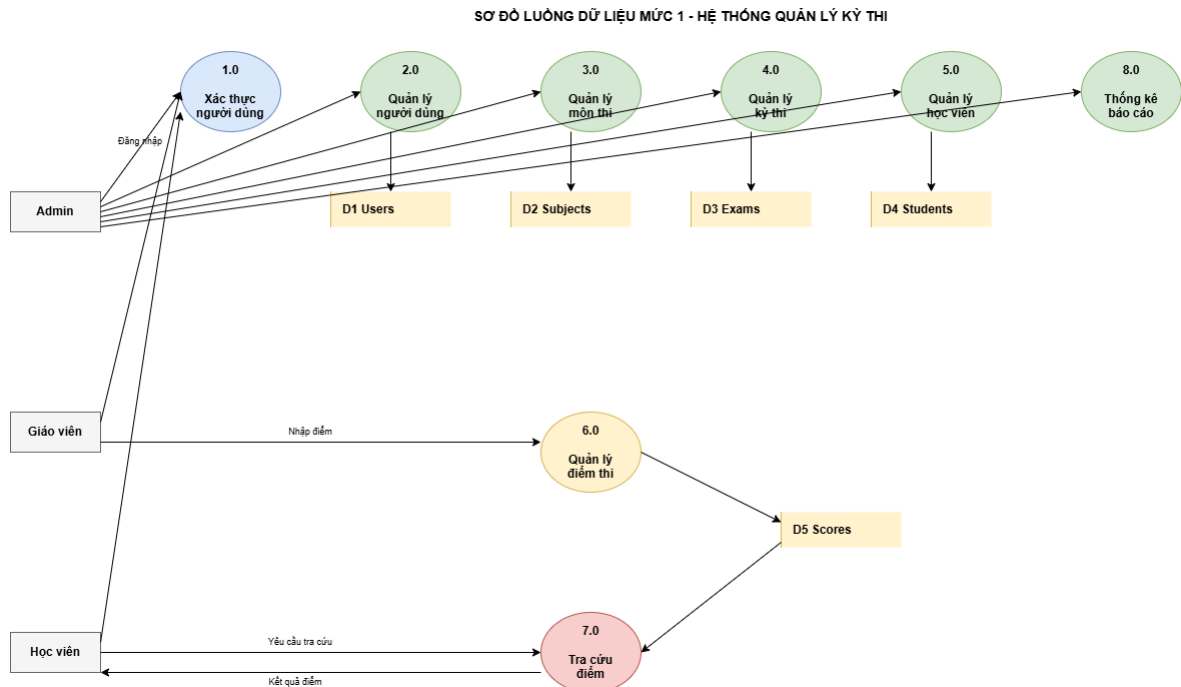 SƠ ĐỒ LUỒNG DỮ LIỆU MỨC 1 - HỆ THỐNG QUẢN LÝ KỲ THI
1.0
Xác thực
người dùng
2.0
Quản lý
người dùng
3.0
Quản lý
môn thi
4.0
Quản lý
kỳ thi
5.0
Quản lý
học viên
8.0
Thống kê
báo cáo
Đăng nhập
Admin
D1 Users
D2 Subjects
D3 Exams
D4 Students
Giáo viên
Nhập điểm
6.0
Quản lý
điểm thi
D5 Scores
Học viên
Yêu cầu tra cứu
7.0
Tra cứu
điểm
Kết quả điểm